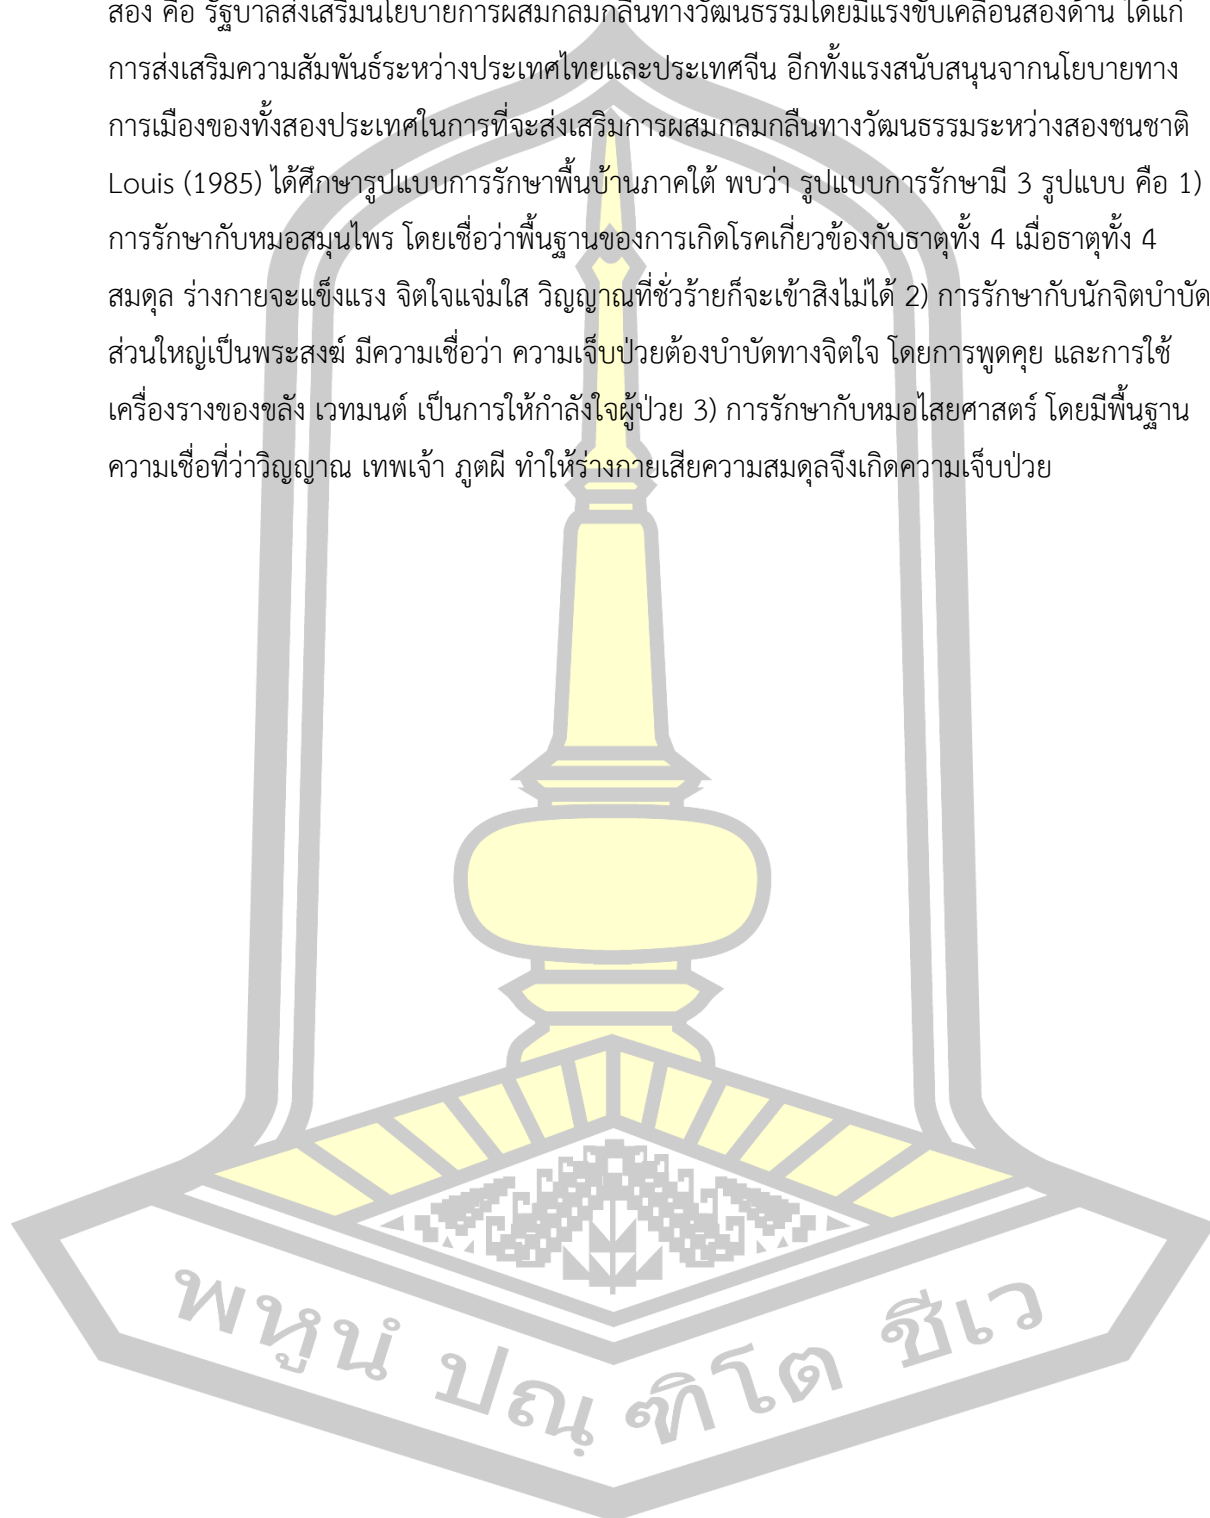 สอง คือ รัฐบาลส่งเสริมนโยบายการผสมกลมกลืนทางวัฒนธรรมโดยมีแรงขับเคลื่อนสองด้าน ได้แก่
การส่งเสริมความสัมพันธ์ระหว่างประเทศไทยและประเทศจีน อีกทั้งแรงสนับสนุนจากนโยบายทาง
การเมืองของทั้งสองประเทศในการที่จะส่งเสริมการผสมกลมกลืนทางวัฒนธรรมระหว่างสองชนชาติ
Louis (1985) ได้ศึกษารูปแบบการรักษาพื้นบ้านภาคใต้ พบว่า รูปแบบการรักษามี 3 รูปแบบ คือ 1)
การรักษากับหมอสมุนไพร โดยเชื่อว่าพื้นฐานของการเกิดโรคเกี่ยวข้องกับธาตุทั้ง 4 เมื่อธาตุทั้ง 4
สมดุล ร่างกายจะแข็งแรง จิตใจแจ่มใส วิญญาณที่ชั่วร้ายก็จะเข้าสิงไม่ได้ 2) การรักษากับนักจิตบำบัด
ส่วนใหญ่เป็นพระสงฆ์ มีความเชื่อว่า ความเจ็บป่วยต้องบำบัดทางจิตใจ โดยการพูดคุย และการใช้
เครื่องรางของขลัง เวทมนต์ เป็นการให้กำลังใจผู้ป่วย 3) การรักษากับหมอไสยศาสตร์ โดยมีพื้นฐาน
ความเชื่อที่ว่าวิญญาณ เทพเจ้า ภูตผี ทำให้ร่างกายเสียความสมดุลจึงเกิดความเจ็บป่วย
พหูนํ ปณฺฑิโต ชีเว